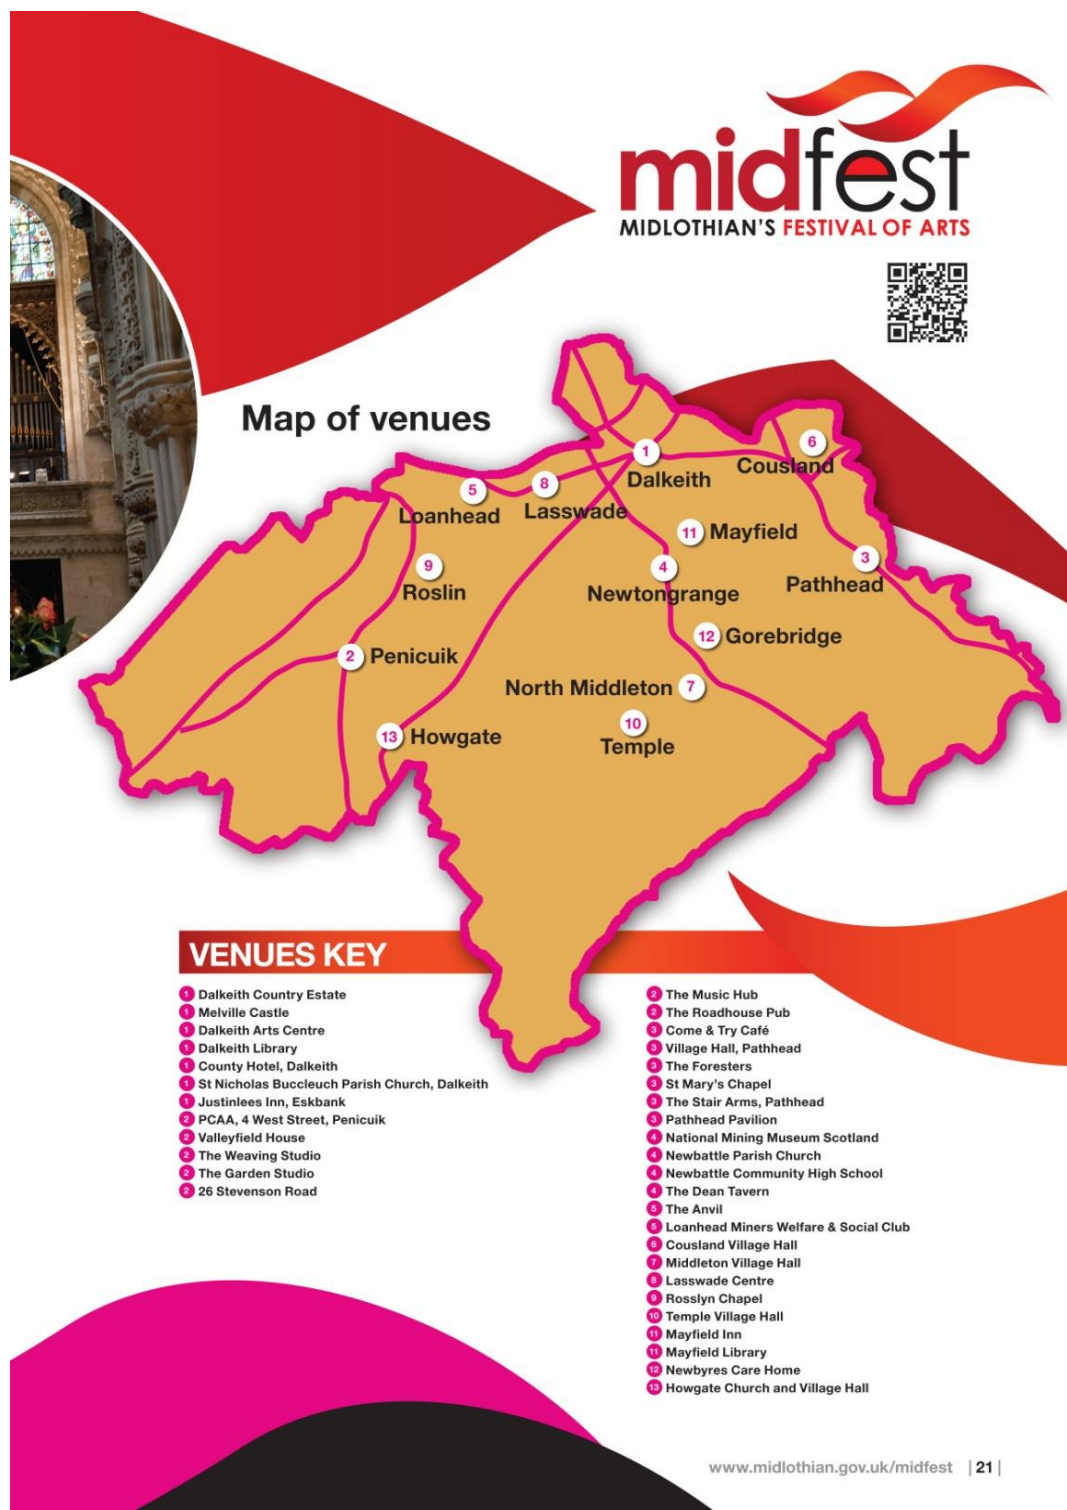 midfest
MIDLOTHIAN'S FESTIVAL OF ARTS
Map of venues
6
1
Cousland
Dalkeith
8
5
Lasswade
Loanhead
11 Mayfield
3
9
4
Pathhead
Roslin
Newtongrange
12 Gorebridge
2 Penicuik
North Middleton 7
10
13 Howgate
Temple
VENUES KEY
1 Dalkeith Country Estate
1 Melville Castle
1 Dalkeith Arts Centre
1 Dalkeith Library
1 County Hotel, Dalkeith
1 St Nicholas Buccleuch Parish Church, Dalkeith
1 Justinlees Inn, Eskbank
2 PCAA, 4 West Street, Penicuik
2 Valleyfield House
2 The Weaving Studio
2 The Garden Studio
2 26 Stevenson Road
2 The Music Hub
2 The Roadhouse Pub
3 Come & Try Café
3 Village Hall, Pathhead
3 The Foresters
3 St Mary's Chapel
3 The Stair Arms, Pathhead
3 Pathhead Pavilion
4 National Mining Museum Scotland
4 Newbattle Parish Church
4 Newbattle Community High School
4 The Dean Tavern
5 The Anvil
5 Loanhead Miners Welfare & Social Club
6 Cousland Village Hall
7 Middleton Village Hall
8 Lasswade Centre
9 Rosslyn Chapel
10 Temple Village Hall
11 Mayfield Inn
11 Mayfield Library
12 Newbyres Care Home
13 Howgate Church and Village Hall
www.midlothian.gov.uk/midfest | 21 |